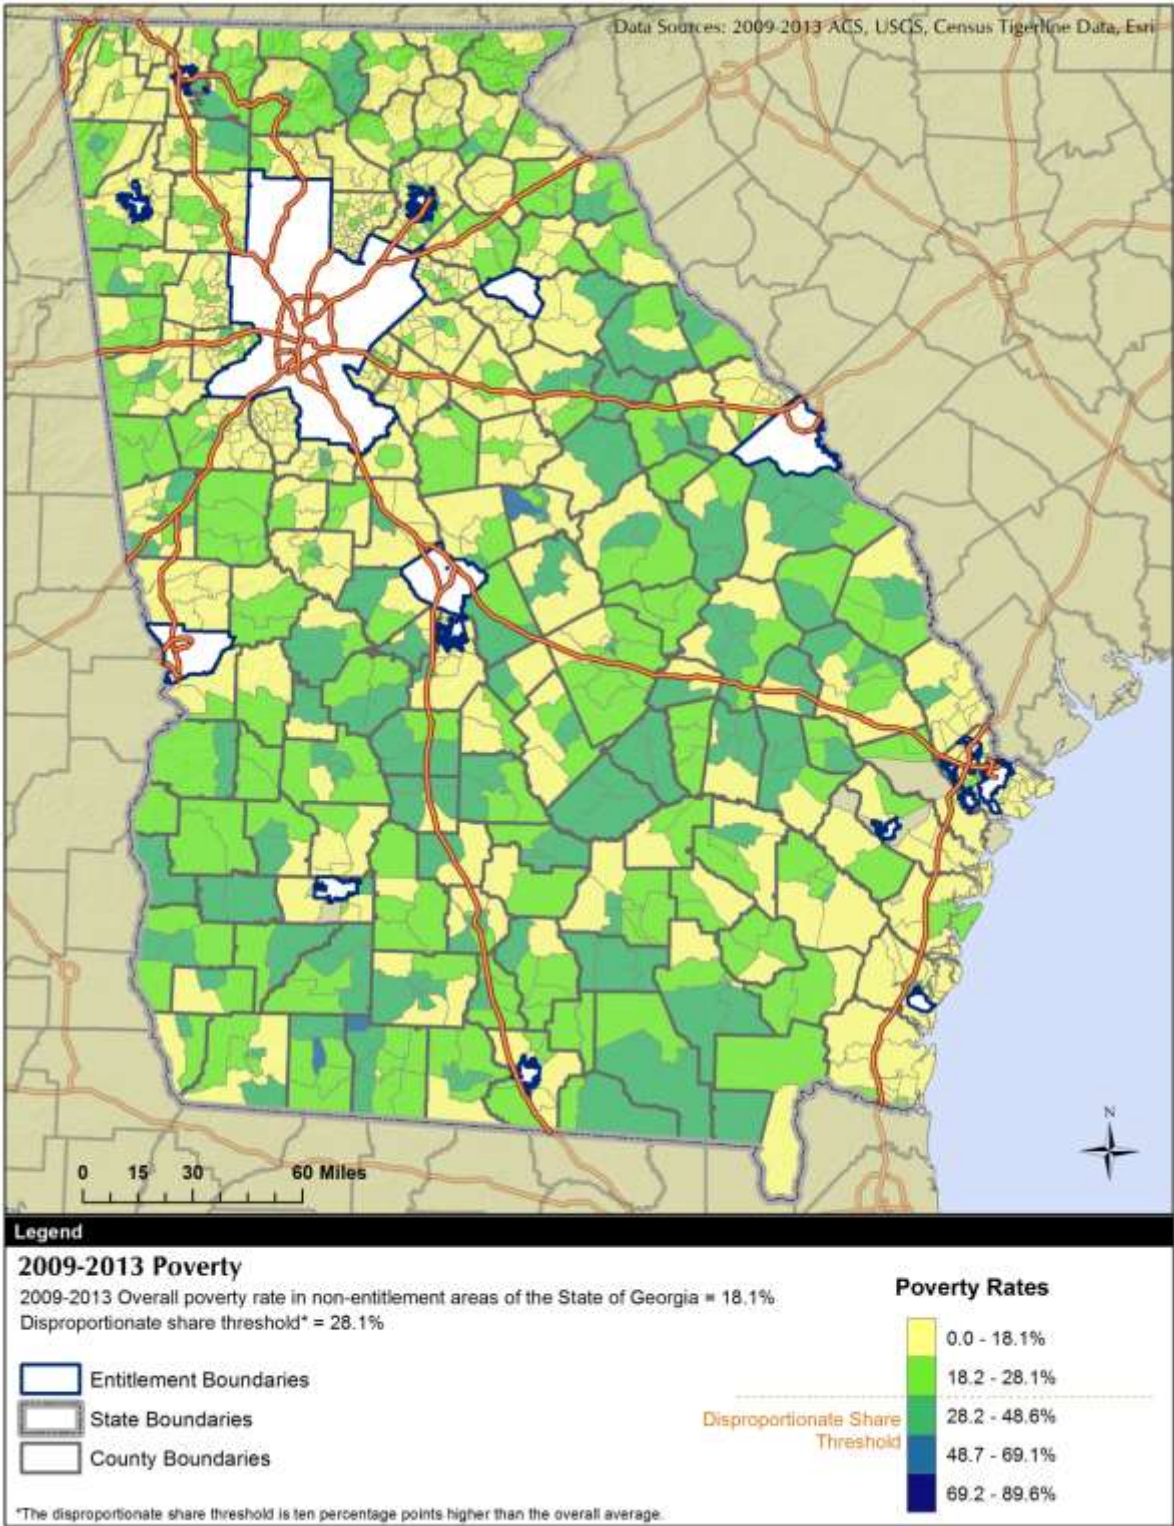 Data Sources: 2009-2013 ACS, USGS, Census Tigerline Data, Esri
N
0 15 30 60 Miles
Legend
2009-2013 Poverty
2009-2013 Overall poverty rate in non-entitlement areas of the State of Georgia = 18.1%
Disproportionate share threshold* = 28.1%
Entitlement Boundaries
State Boundaries
County Boundaries
*The disproportionate share threshold is ten percentage points higher than the overall average.
Poverty Rates
0.0 - 18.1%
18.2 - 28.1%
Disproportionate Share
Threshold
28.2 - 48.6%
48.7 - 69.1%
69.2 - 89.6%